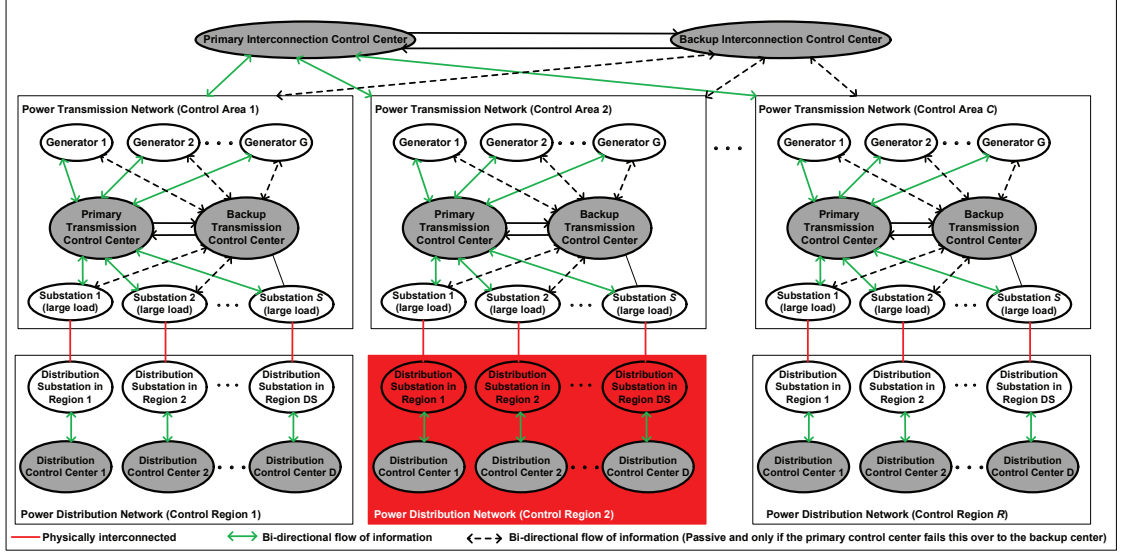 Primary Interconnection Control Center
Backup Interconnection Control Center
Power Transmission Network (Control Area 1)
Generator 1
Generator 2
• • •
Generator G
Primary
Transmission
Control Center
Backup
Transmission
Control Center
Substation 1
(large load)
Substation 2
(large load)
• • •
Substation S
(large load)
Power Transmission Network (Control Area 2)
Generator 1
Generator 2
• • • •
Generator G
Primary
Transmission
Control Center
Backup
Transmission
Control Center
Substation 1
(large load)
Substation 2
(large load)
• • •
Substation S
(large load)
• • •
Power Transmission Network (Control Area C)
Generator 1
Generator 2
• • • •
Generator G
Primary
Transmission
Control Center
Backup
Transmission
Control Center
Substation 1
(large load)
Substation 2
(large load)
• • •
Substation S
(large load)
Distribution
Substation in
Region 1
Distribution
Substation in
Region 2
• • •
Distribution
Substation in
Region DS
Distribution
Control Center 1
Distribution
Control Center 2
• • •
Distribution
Control Center D
Power Distribution Network (Control Region 1)
Distribution
Substation in
Region 1
Distribution
Substation in
Region 2
• • •
Distribution
Substation in
Region DS
Distribution
Control Center 1
Distribution
Control Center 2
• • •
Distribution
Control Center D
Power Distribution Network (Control Region 2)
Distribution
Substation in
Region 1
Distribution
Substation in
Region 2
• • •
Distribution
Substation in
Region DS
Distribution
Control Center 1
Distribution
Control Center 2
• • •
Distribution
Control Center D
Power Distribution Network (Control Region R)
Physically interconnected
Bi-directional flow of information
Bi-directional flow of information (Passive and only if the primary control center fails this over to the backup center)